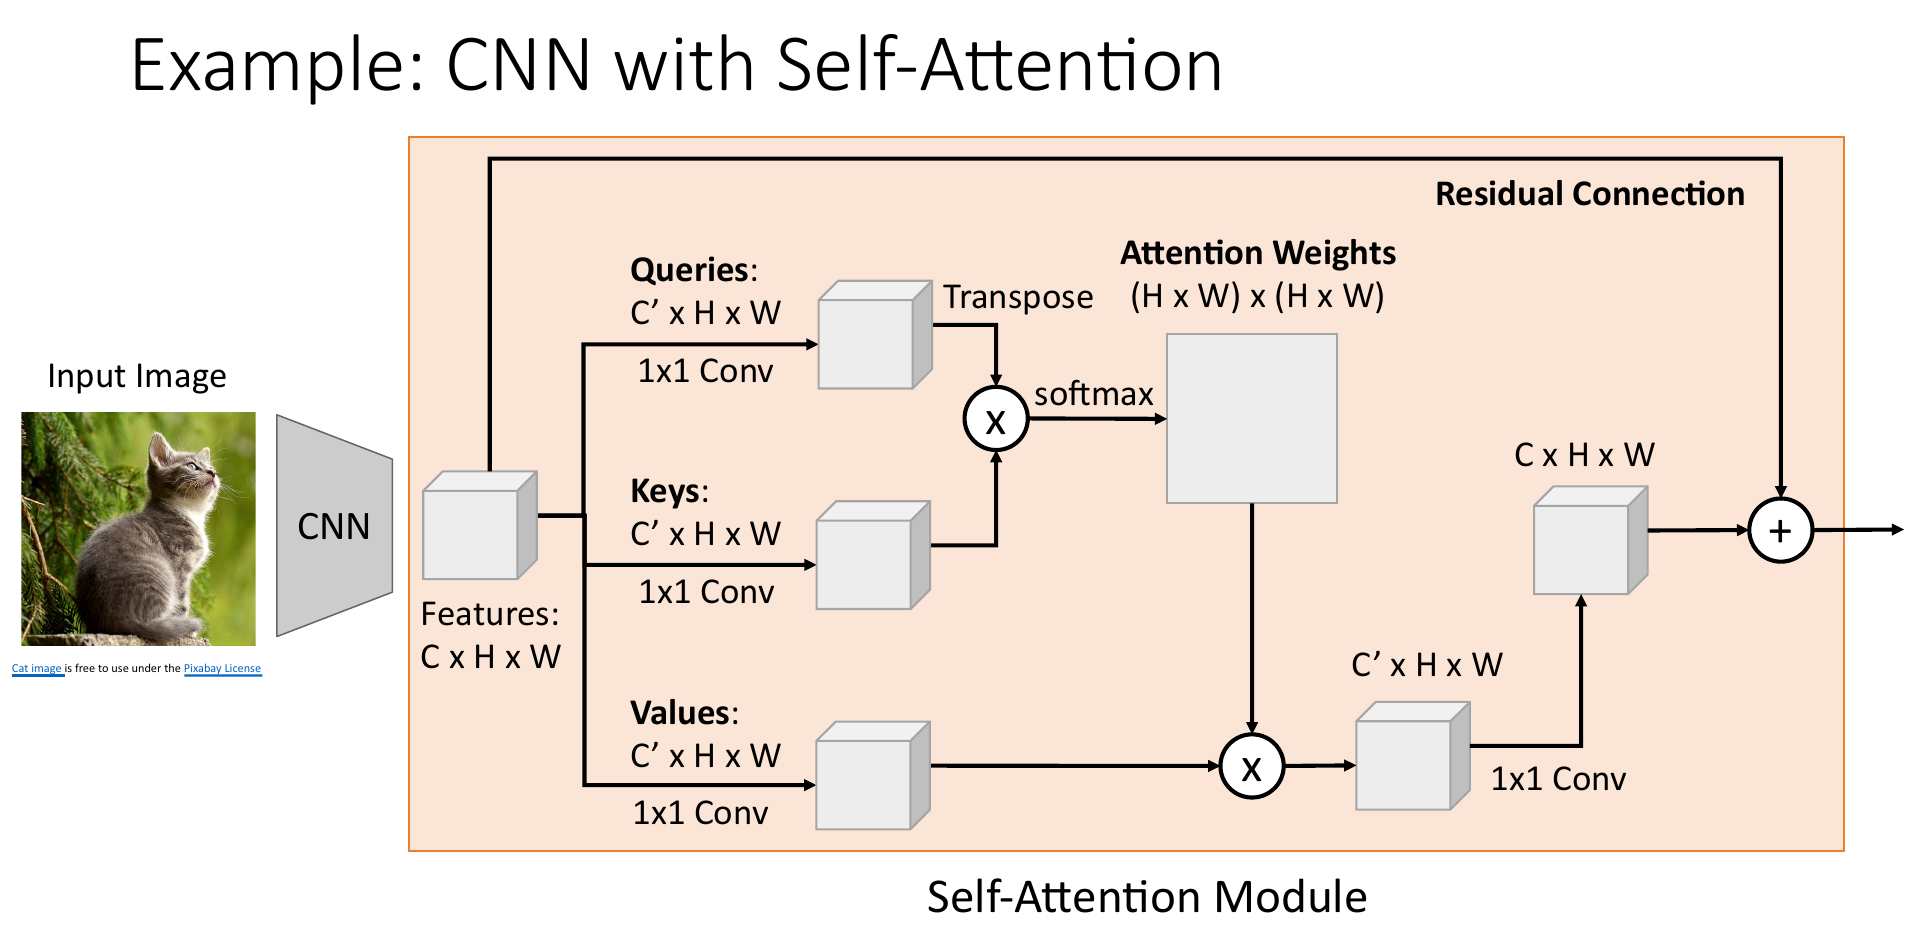 Example: CNN with Self-Attention
Residual Connection
Attention Weights
(H x W) x (H x W)
Queries:
C’ x H x W
1x1 Conv
Transpose
x
softmax
Input Image
CNN
Cat image is free to use under the Pixabay License
Features:
C x H x W
Keys:
C’ x H x W
1x1 Conv
Values:
C’ x H x W
1x1 Conv
x
C’ x H x W
1x1 Conv
C x H x W
+
Self-Attention Module